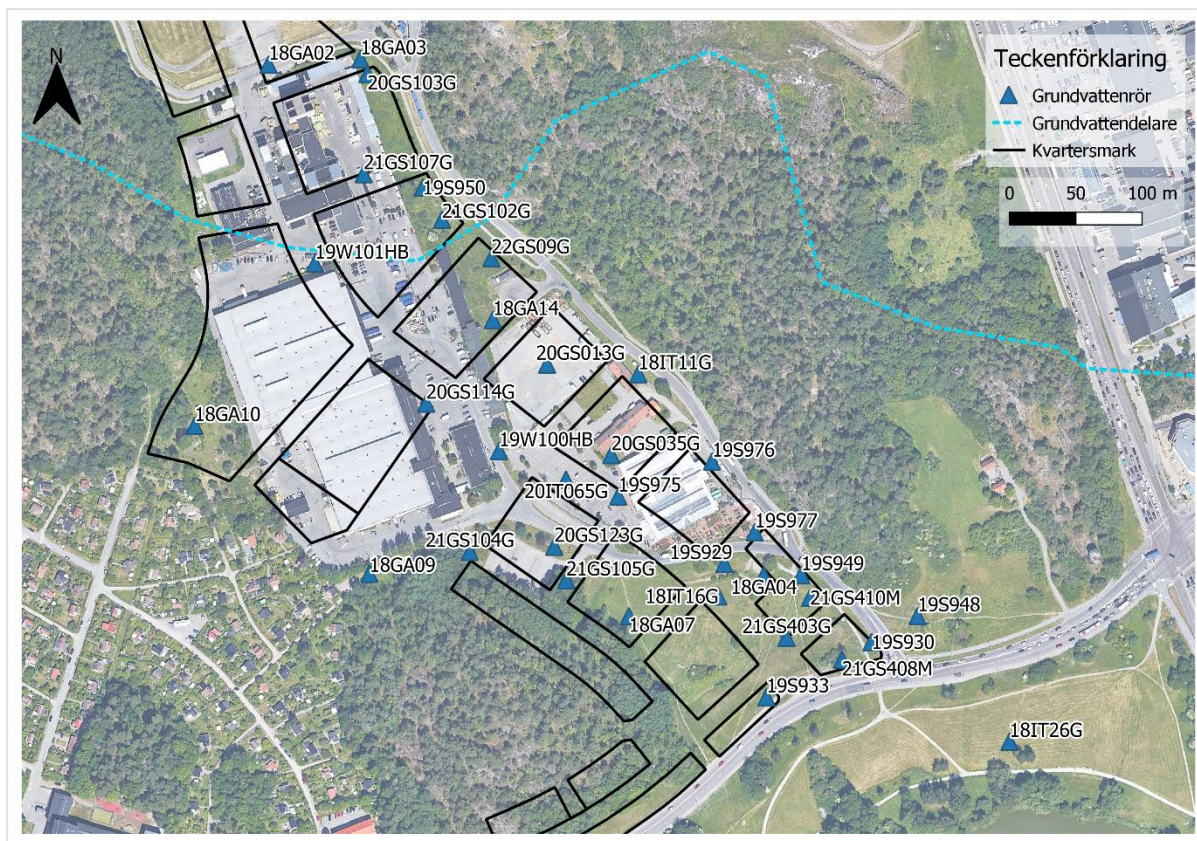 N
Teckenförklaring
Grundvattenrör
Grundvattendelare
Kvartersmark
0 50 100 m
18GA02
18GA03
20GS103G
21GS107G
19S950
21GS102G
19W101HB
22GS09G
18GA14
20GS013G
18IT11G
20GS114G
18GA10
19W100HB
20GS035G
19S976
20IT065G
19S975
19S977
20GS123G
21GS104G
19S929
19S949
18GA09
21GS105G
18GA04
18IT16G
21GS410M
18GA07
21GS403G
19S948
19S930
21GS408M
19S933
18IT26G